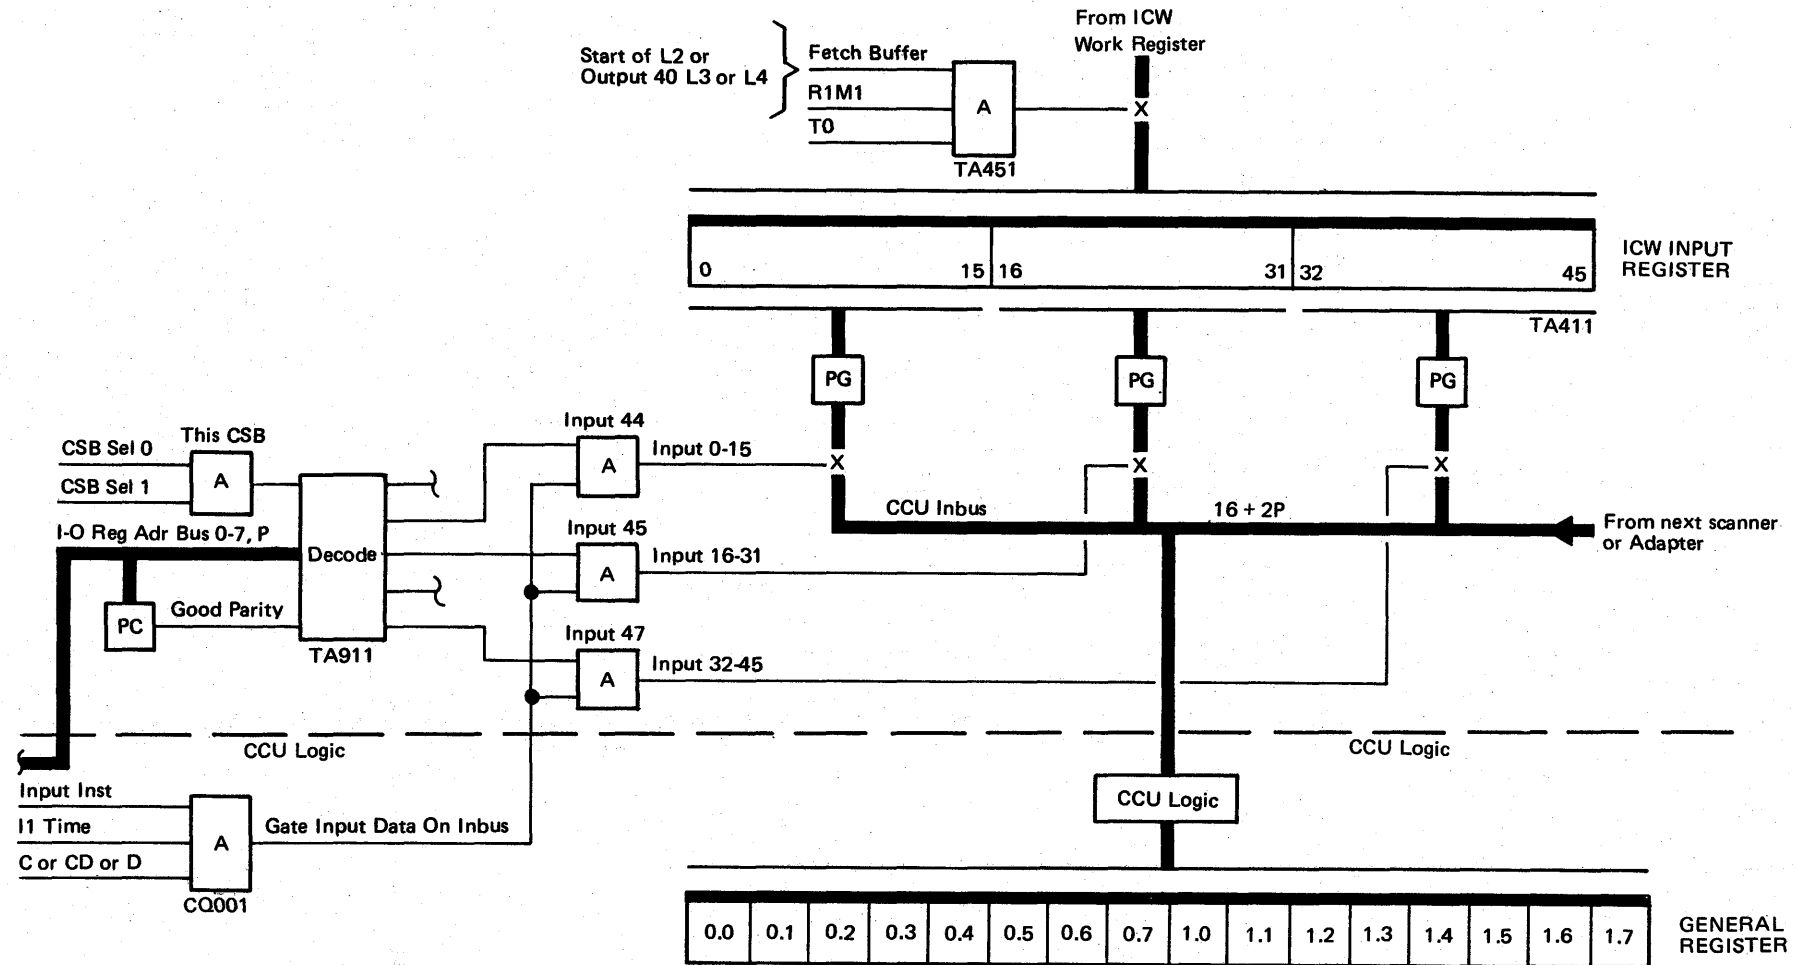 From ICW
Work Register
Start of L2 or
Output 40 L3 or L4
Fetch Buffer
R1M1
T0
A
X
TA451
0
15
16
31
32
45
ICW INPUT
REGISTER
TA411
PG
PG
PG
This CSB
CSB Sel 0
CSB Sel 1
A
Input 44
A
Input 0-15
X
X
X
I-O Reg Adr Bus 0-7, P
Decode
CCU Inbus
16 + 2P
From next scanner
or Adapter
Input 45
A
Input 16-31
PC
Good Parity
TA911
Input 47
A
Input 32-45
CCU Logic
CCU Logic
Input Inst
I1 Time
C or CD or D
A
Gate Input Data On Inbus
CQ001
CCU Logic
0.0
0.1
0.2
0.3
0.4
0.5
0.6
0.7
1.0
1.1
1.2
1.3
1.4
1.5
1.6
1.7
GENERAL
REGISTER